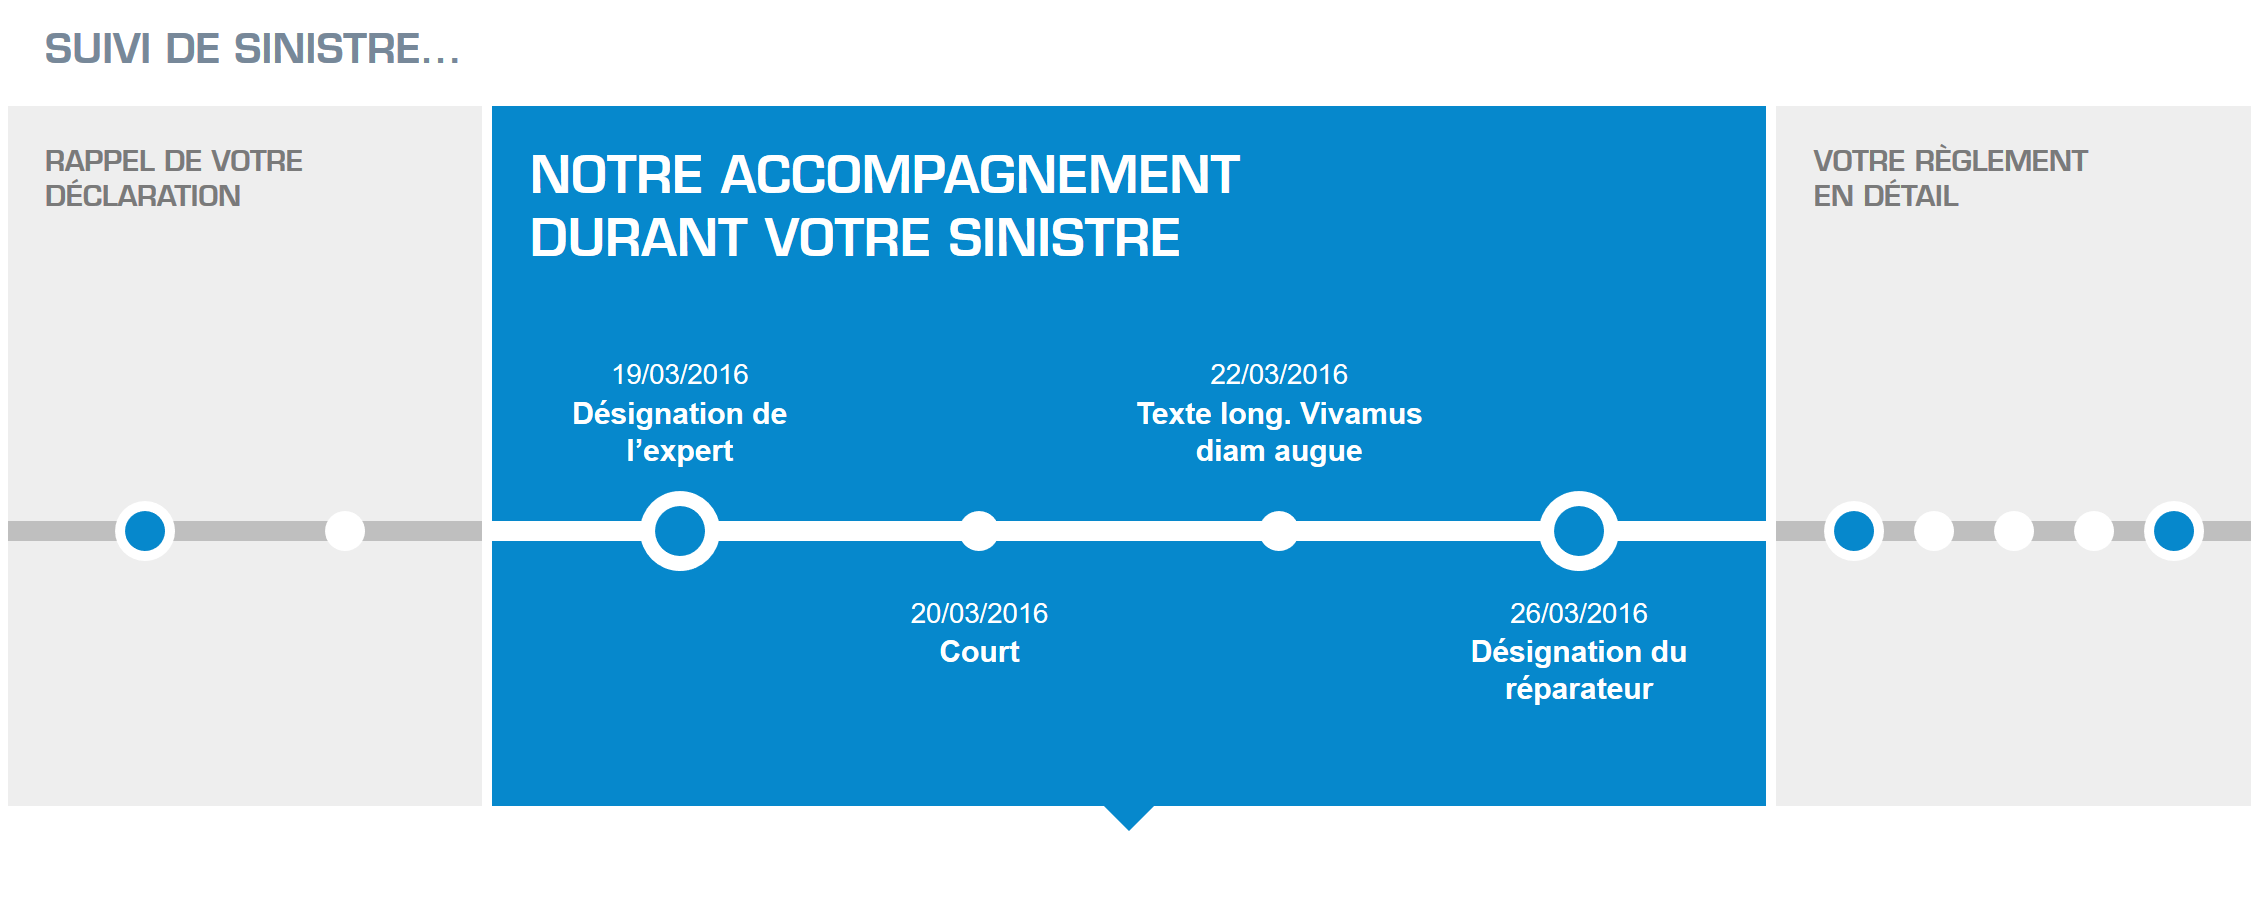 SUIVI DE SINISTRE...
RAPPEL DE VOTRE
DÉCLARATION
NOTRE ACCOMPAGNEMENT
DURANT VOTRE SINISTRE
19/03/2016
Désignation de
l’expert
20/03/2016
Court
22/03/2016
Texte long. Vivamus
diam augue
26/03/2016
Désignation du
réparateur
VOTRE RÈGLEMENT
EN DÉTAIL